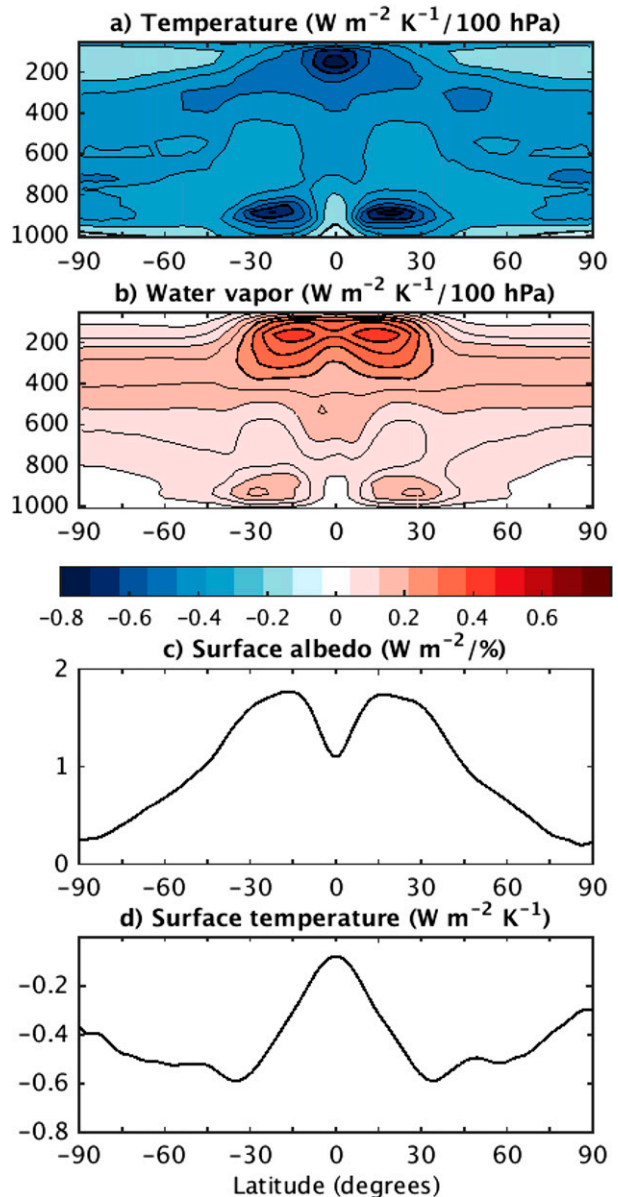 a) Temperature (W m−2 K−1/100 hPa)
200
400
600
800
1000
−90 −60 −30 0 30 60 90
b) Water vapor (W m−2 K−1/100 hPa)
200
400
600
800
1000
−90 −60 −30 0 30 60 90
−0.8 −0.6 −0.4 −0.2 0 0.2 0.4 0.6
c) Surface albedo (W m−2/%)
2
1
0
−90 −60 −30 0 30 60 90
d) Surface temperature (W m−2 K−1)
−0.2
−0.4
−0.6
−0.8
−90 −60 −30 0 30 60 90
Latitude (degrees)